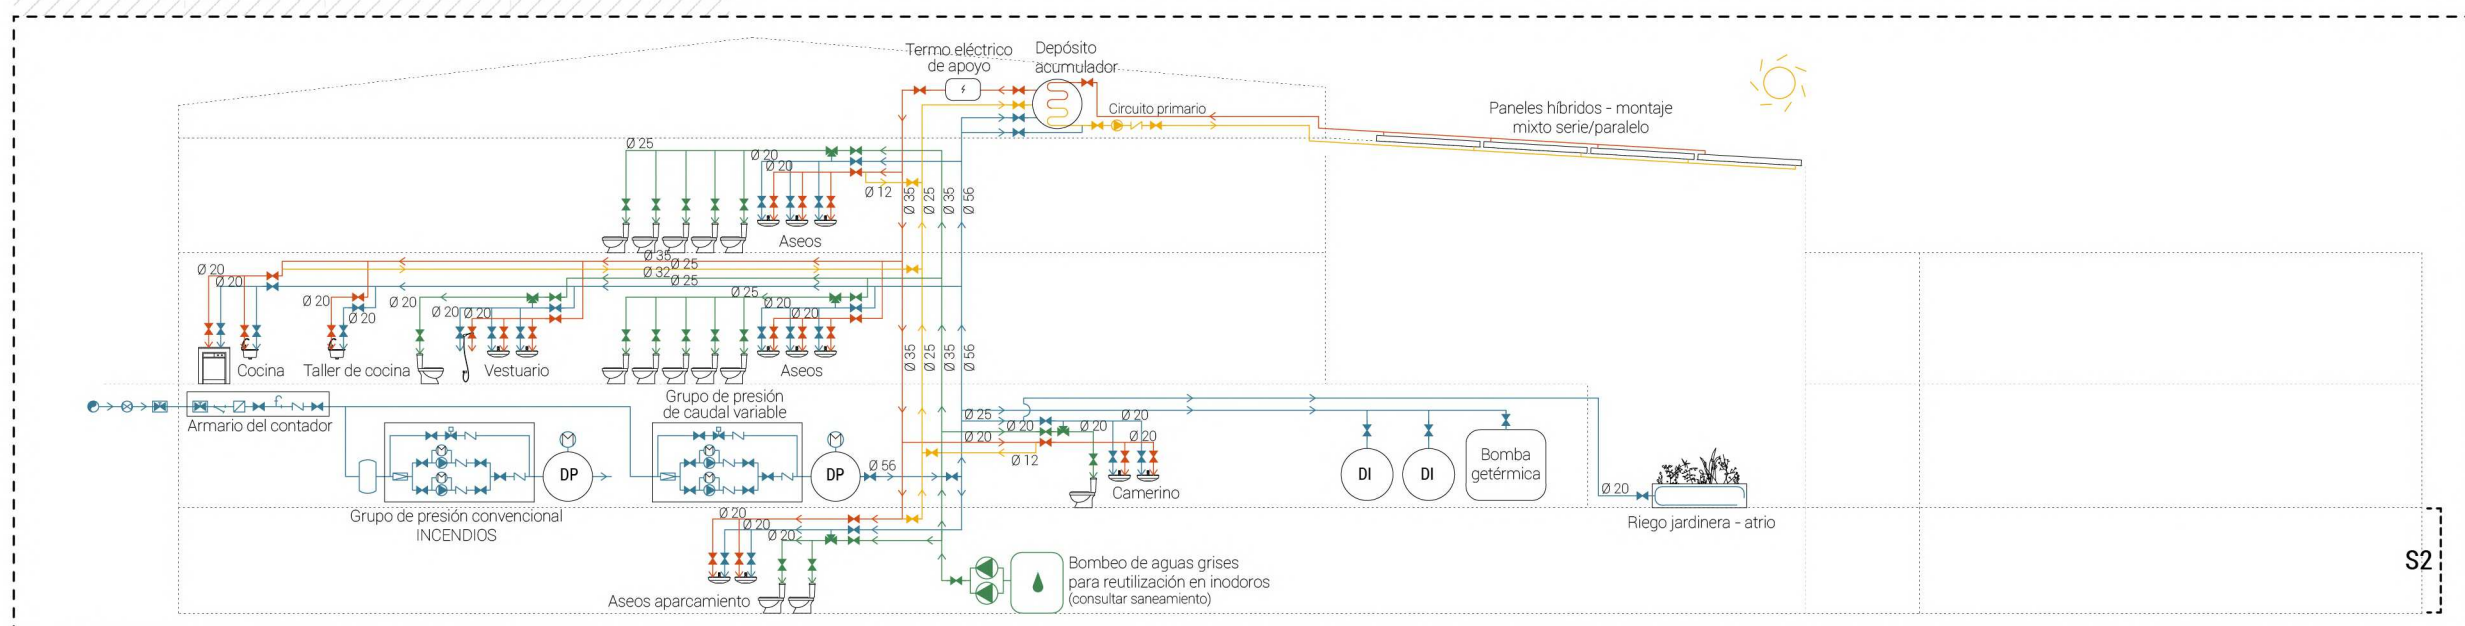 Termo eléctrico
de apoyo
Depósito
acumulador
Circuito primario
Paneles híbridos - montaje
mixto serie/paralelo
Ø 25
Ø 20
Ø 20
Ø 12
Ø 35
Ø 25
Ø 35
Ø 56
Aseos
Ø 35
Ø 25
Ø 32
Ø 25
Ø 20
Ø 20
Ø 20
Ø 20
Ø 20
Ø 20
Ø 20
Ø 25
Ø 20
Ø 20
Ø 35
Ø 25
Ø 35
Ø 56
Cocina
Taller de cocina
Vestuario
Aseos
Armario del contador
Grupo de presión
de caudal variable
M
M
M
M
M
M
DP
DP
Ø 56
Grupo de presión convencional
INCENDIOS
Ø 25
Ø 20
Ø 20
Ø 20
Ø 20
Ø 20
Ø 12
Camerino
DI
DI
Bomba
getérmica
Ø 20
Riego jardinera - atrio
Ø 20
Ø 20
Ø 20
Aseos aparcamiento
Bombeo de aguas grises
para reutilización en inodoros
(consultar saneamiento)
S2